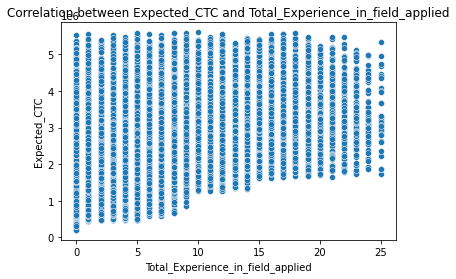 Correlation between Expected_CTC and Total_Experience_in_field_applied
1e6
5
4
3
2
1
0
Expected_CTC
0 5 10 15 20 25
Total_Experience_in_field_applied